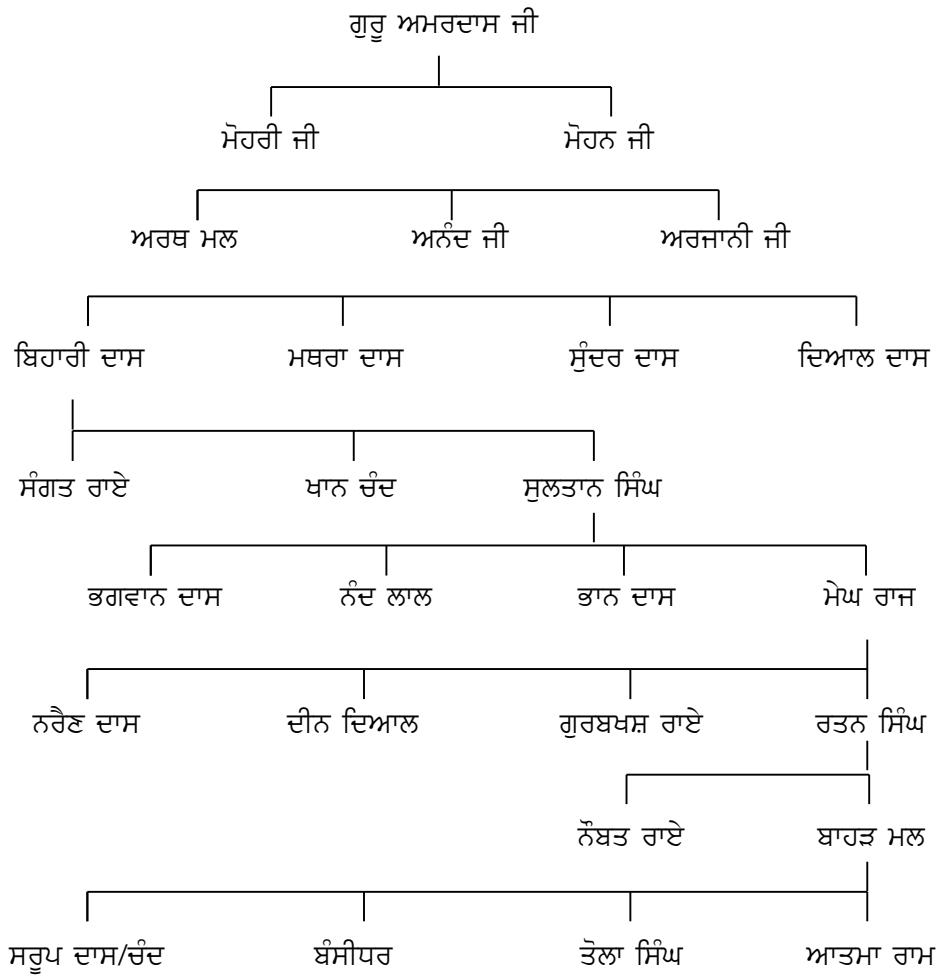 ਗੁਰੂ ਅਮਰਦਾਸ ਜੀ
ਮੋਹਰੀ ਜੀ ਮੋਹਨ ਜੀ
ਅਰਥ ਮਲ ਅਨੰਦ ਜੀ ਅਰਜਾਨੀ ਜੀ
ਬਿਹਾਰੀ ਦਾਸ ਮਥਰਾ ਦਾਸ ਸੁੰਦਰ ਦਾਸ ਦਿਆਲ ਦਾਸ
ਸੰਗਤ ਰਾਏ ਖਾਨ ਚੰਦ ਸੁਲਤਾਨ ਸਿੰਘ
ਭਗਵਾਨ ਦਾਸ ਨੰਦ ਲਾਲ ਭਾਨ ਦਾਸ ਮੇਘ ਰਾਜ
ਨਰੈਣ ਦਾਸ ਦੀਨ ਦਿਆਲ ਗੁਰਬਖਸ਼ ਰਾਏ ਰਤਨ ਸਿੰਘ
ਨੌਬਤ ਰਾਏ ਬਾਹੜ ਮਲ
ਸਰੂਪ ਦਾਸ/ਚੰਦ ਬੰਸੀਧਰ ਤੋਲਾ ਸਿੰਘ ਆਤਮਾ ਰਾਮ